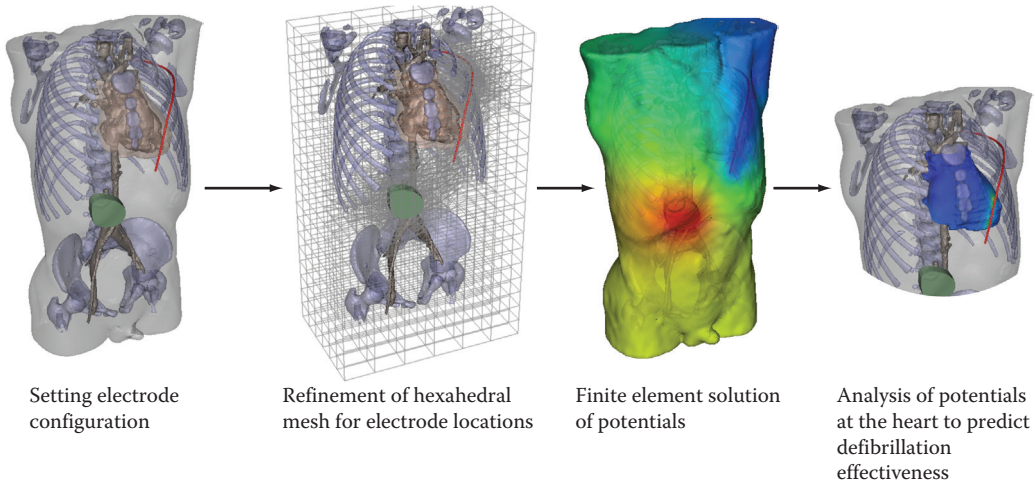 Setting electrode
configuration
Refinement of hexahedral
mesh for electrode locations
Finite element solution
of potentials
Analysis of potentials
at the heart to predict
defibrillation
effectiveness